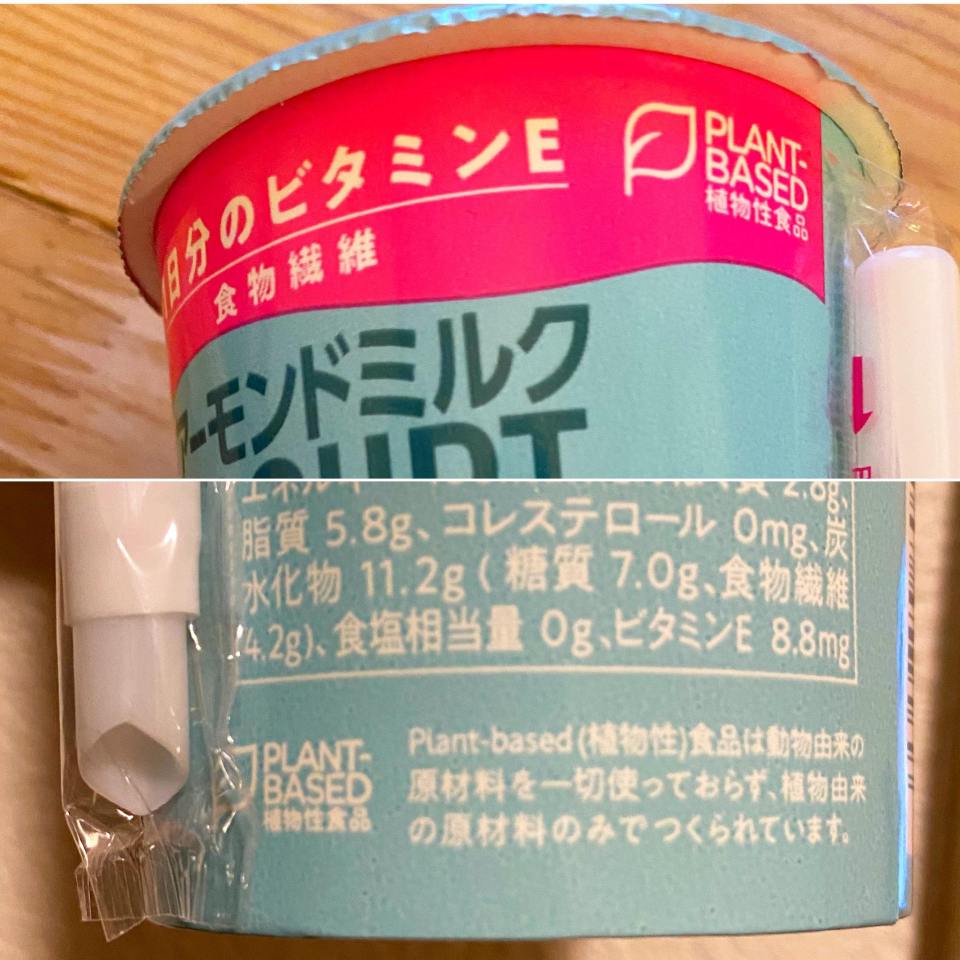 日分のビタミンE
食物繊維
PLANT-
BASED
植物性食品
アーモンドミルク
質 2.8g、
脂質 5.8g、コレステロール 0mg、炭
水化物 11.2g(糖質 7.0g、食物繊維
4.2g)、食塩相当量 0g、ビタミンE 8.8mg
PLANT-
BASED
植物性食品
Plant-based(植物性)食品は動物由来の
原材料を一切使っておらず、植物由来
の原材料のみでつくられています。